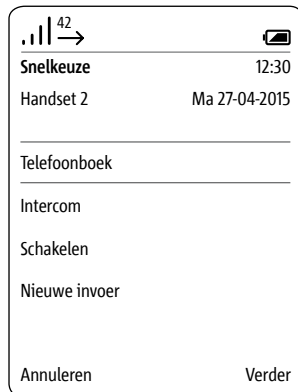 42
Snelkeuze 12:30
Handset 2 Ma 27-04-2015
Telefoonboek
Intercom
Schakelen
Nieuwe invoer
Annuleren Verder